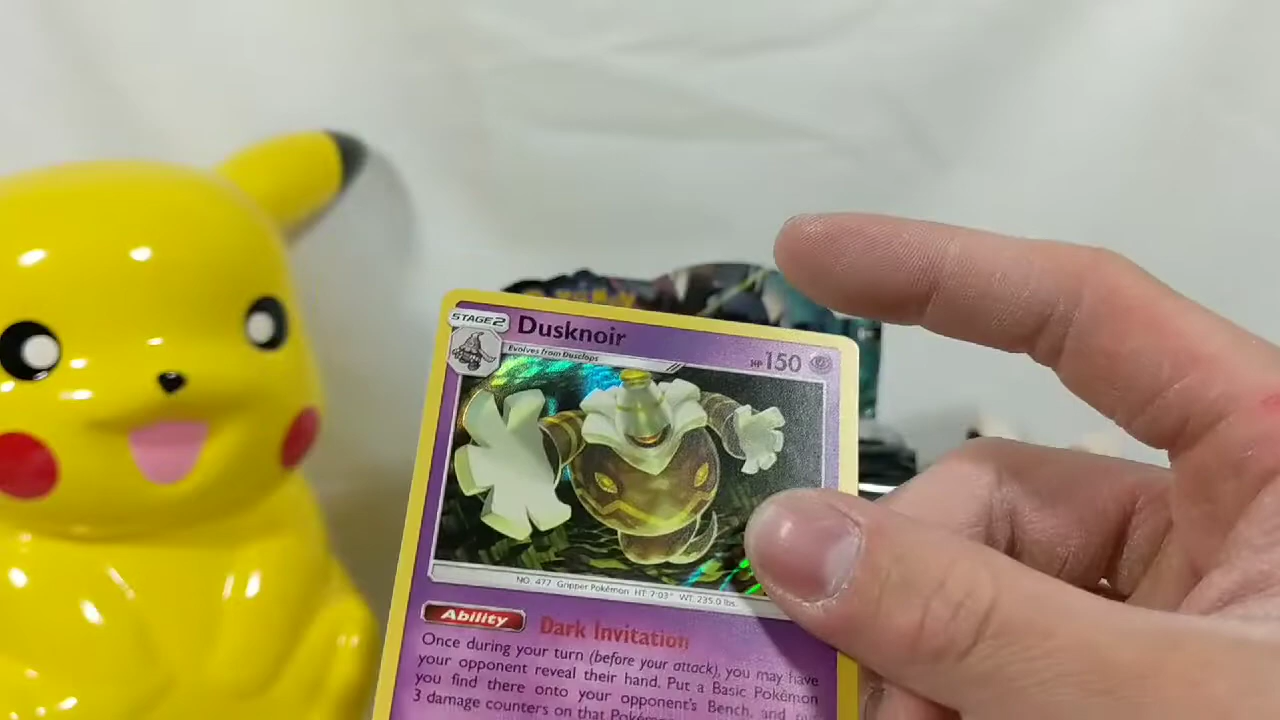 STAGE2
Dusknoir
HP150
Evolves from Dusclops
NO. 477 Gripper Pokémon HT: 7'03" WT: 235.0 lbs.
Ability Dark Invitation
Once during your turn (before your attack), you may have
your opponent reveal their hand. Put a Basic Pokémon
you find there onto your opponent's Bench, and put
3 damage counters on that Pokémon